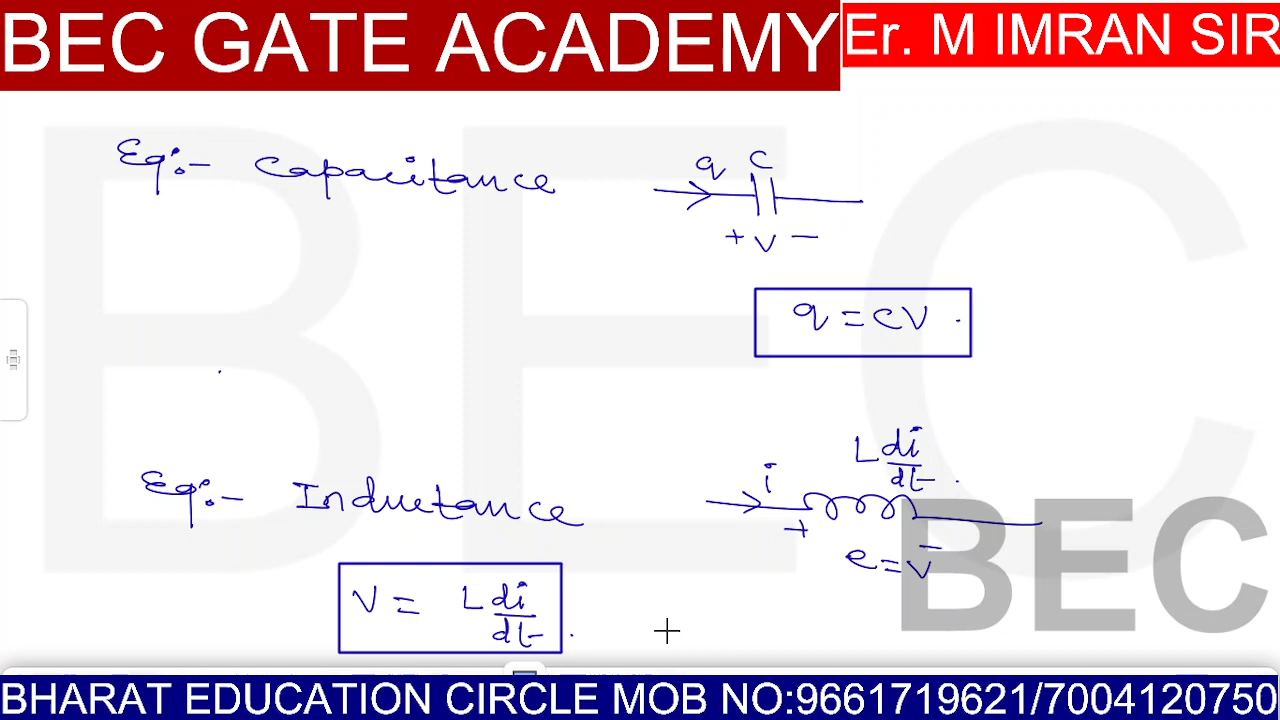 BEC GATE ACADEMY
Er. M IMRAN SIR
Eq:- Capacitance
q C
+ V -
q = CV.
L di/dt.
Eq:- Inductance
i
+ -
e = V
V = L di/dt.
BEC
BEC
BHARAT EDUCATION CIRCLE MOB NO:9661719621/7004120750